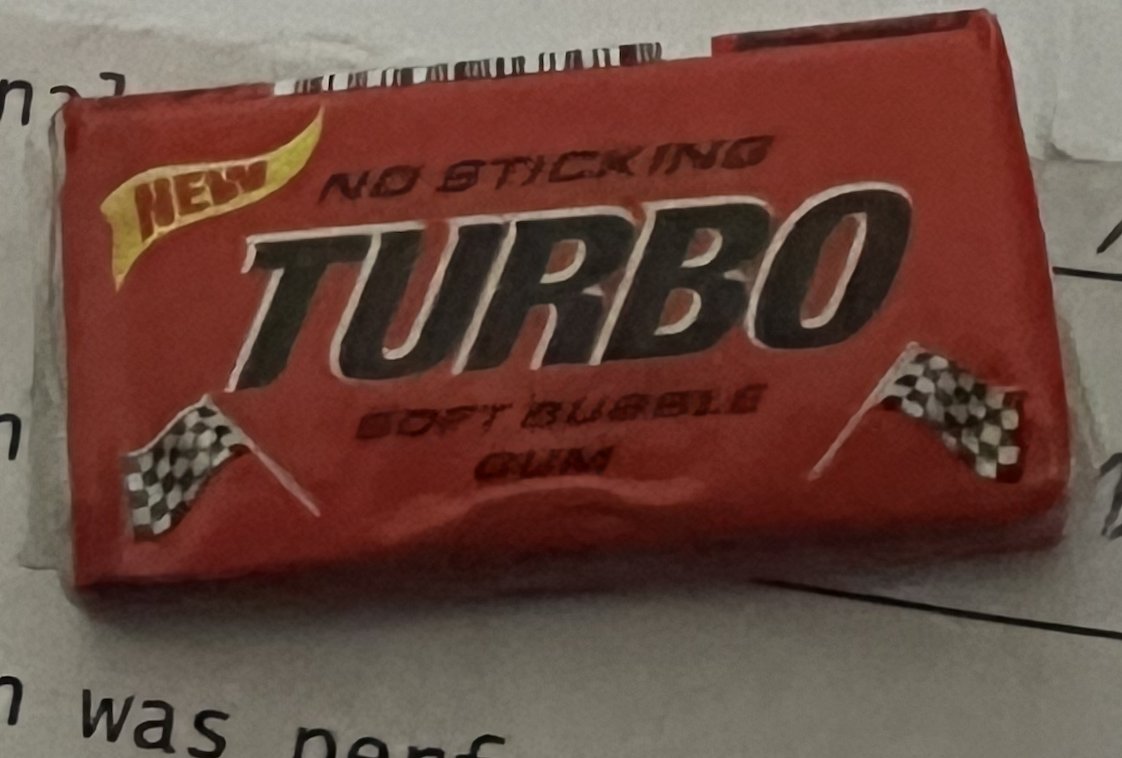 NEW
NO STICKING
TURBO
SOFT BUBBLE
GUM
was